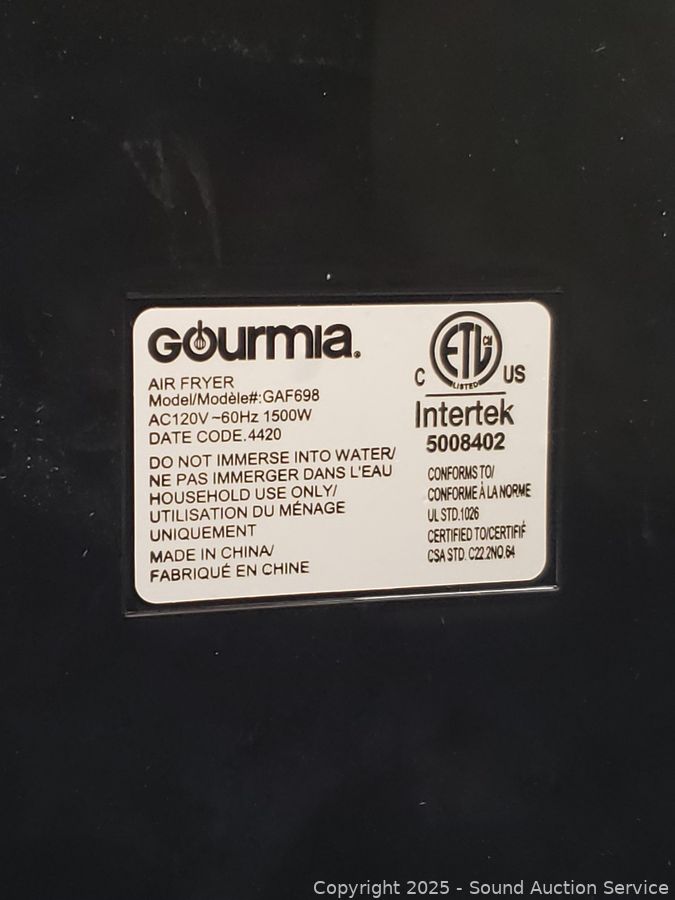 Gourmia®
AIR FRYER
Model/Modèle#:GAF698
AC120V ~60Hz 1500W
DATE CODE.4420
DO NOT IMMERSE INTO WATER/
NE PAS IMMERGER DANS L'EAU
HOUSEHOLD USE ONLY/
UTILISATION DU MÉNAGE
UNIQUEMENT
MADE IN CHINA/
FABRIQUÉ EN CHINE
ETL CM
LISTED
C US
Intertek
5008402
CONFORMS TO/
CONFORME À LA NORME
UL STD.1026
CERTIFIED TO/CERTIFIÉ
CSA STD. C22.2NO.64
Copyright 2025 - Sound Auction Service